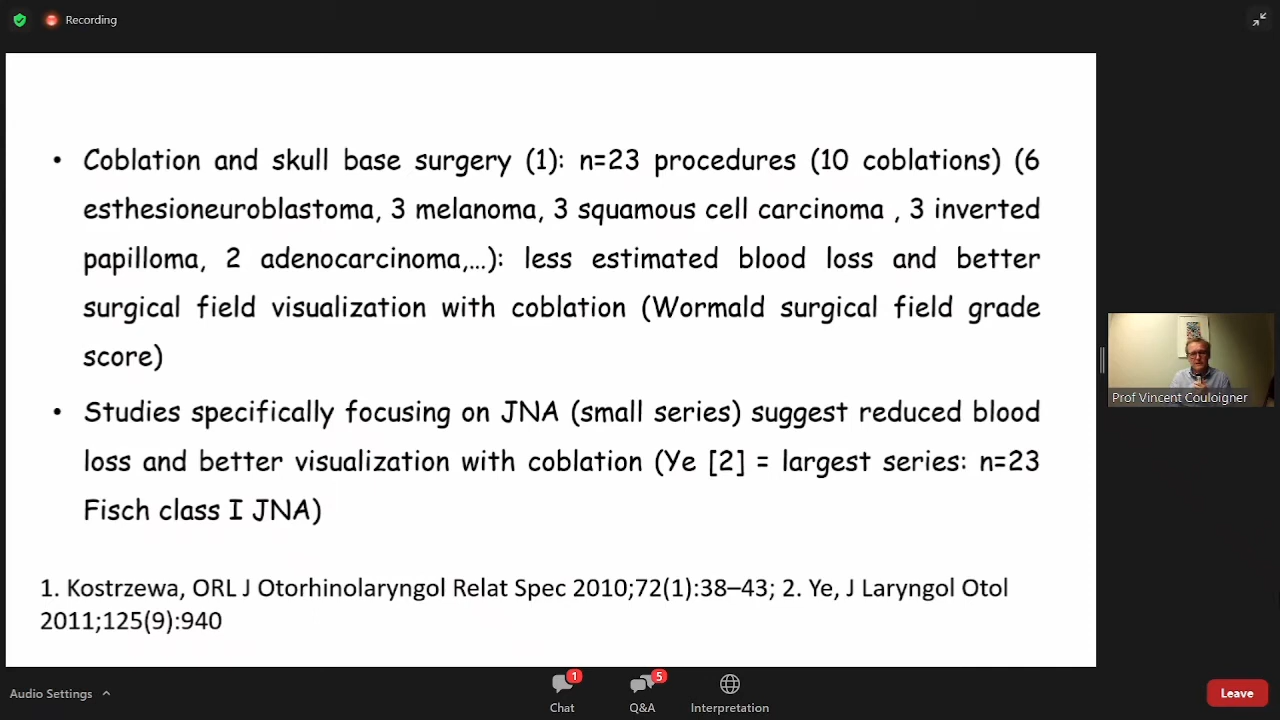 Recording
• Coblation and skull base surgery (1): n=23 procedures (10 coblations) (6
esthesioneuroblastoma, 3 melanoma, 3 squamous cell carcinoma , 3 inverted
papilloma, 2 adenocarcinoma,...): less estimated blood loss and better
surgical field visualization with coblation (Wormald surgical field grade
score)
• Studies specifically focusing on JNA (small series) suggest reduced blood
loss and better visualization with coblation (Ye [2] = largest series: n=23
Fisch class I JNA)
1. Kostrzewa, ORL J Otorhinolaryngol Relat Spec 2010;72(1):38–43; 2. Ye, J Laryngol Otol
2011;125(9):940
Prof Vincent Couloigner
Audio Settings
1
Chat
5
Q&A
Interpretation
Leave